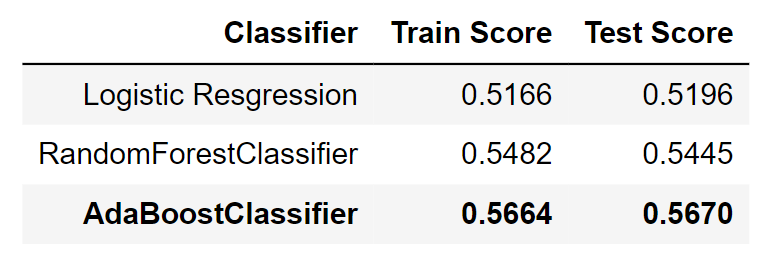 Classifier Train Score Test Score
Logistic Resgression 0.5166 0.5196
RandomForestClassifier 0.5482 0.5445
AdaBoostClassifier 0.5664 0.5670